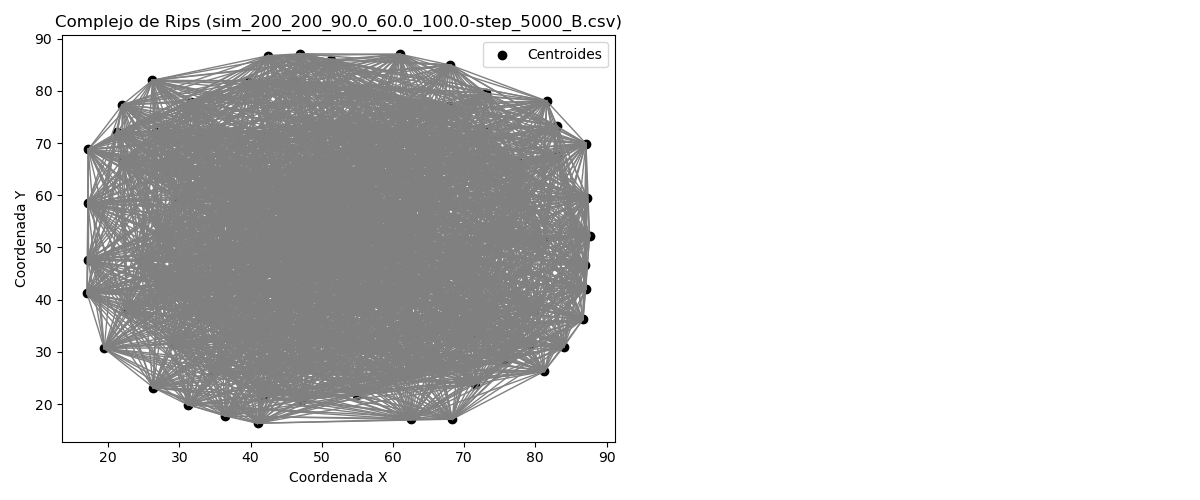 Complejo de Rips (sim_200_200_90.0_60.0_100.0-step_5000_B.csv)
Centroides
Coordenada Y
90
80
70
60
50
40
30
20
20 30 40 50 60 70 80 90
Coordenada X